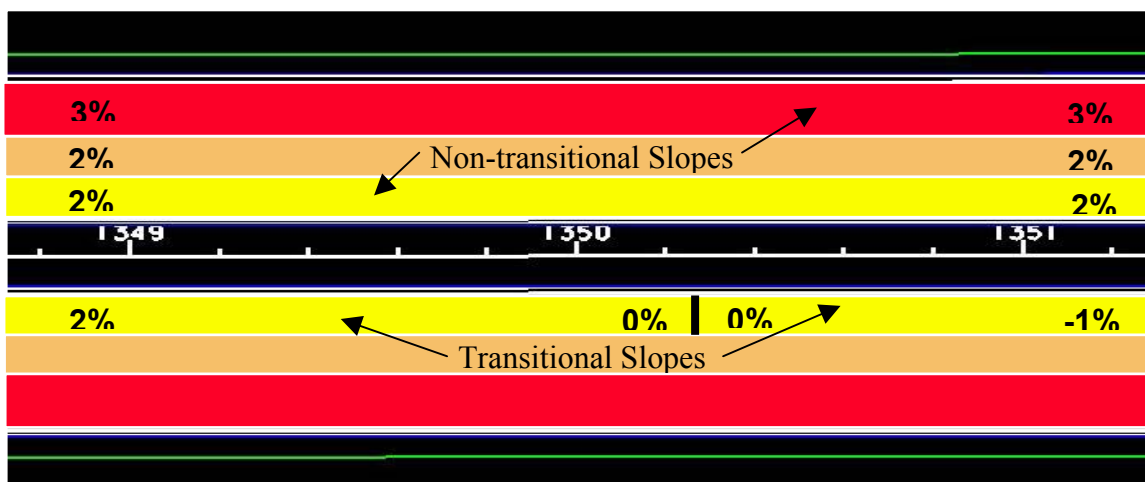 3% 3%
2% Non-transitional Slopes 2%
2% 2%
1349 1350 1351
2% 0% 0% -1%
Transitional Slopes